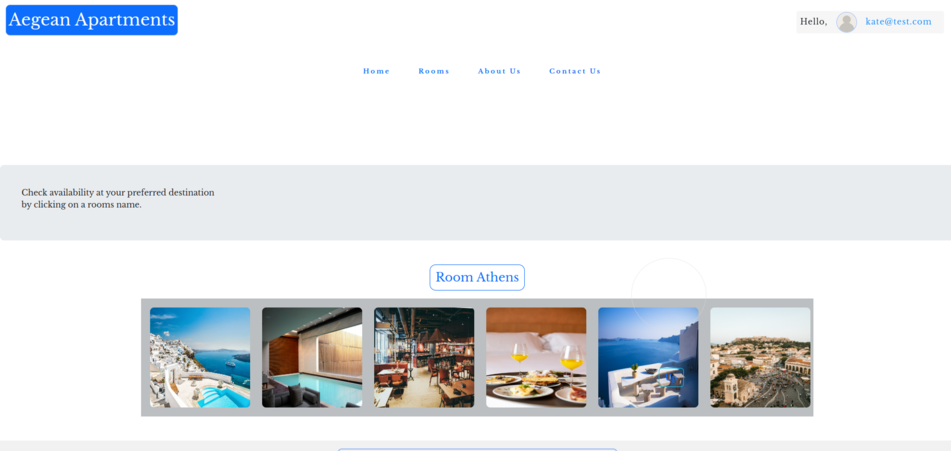 Aegean Apartments
Hello, kate@test.com
Home Rooms About Us Contact Us
Check availability at your preferred destination
by clicking on a rooms name.
Room Athens